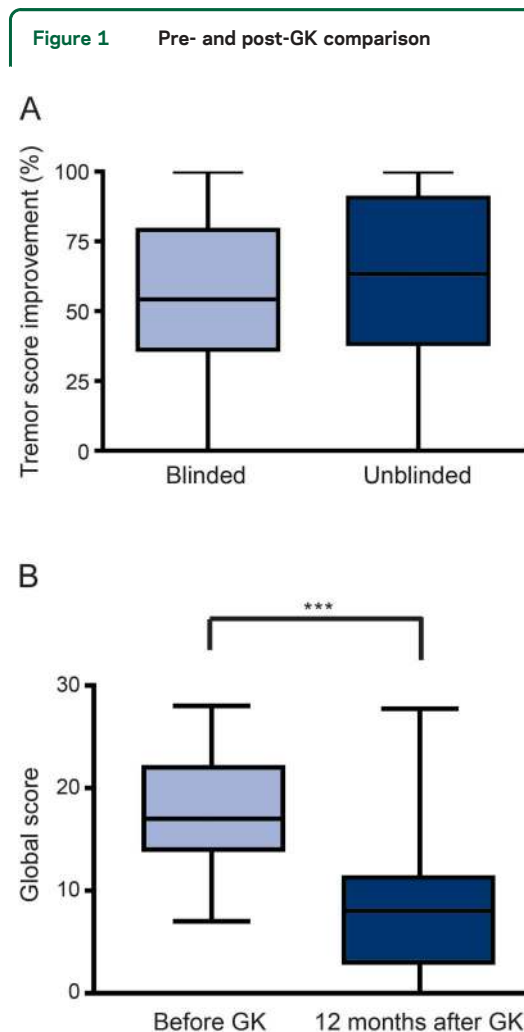 Figure 1 Pre- and post-GK comparison
A
Tremor score improvement (%)
100
75
50
25
0
Blinded Unblinded
B
***
Global score
30
20
10
0
Before GK 12 months after GK